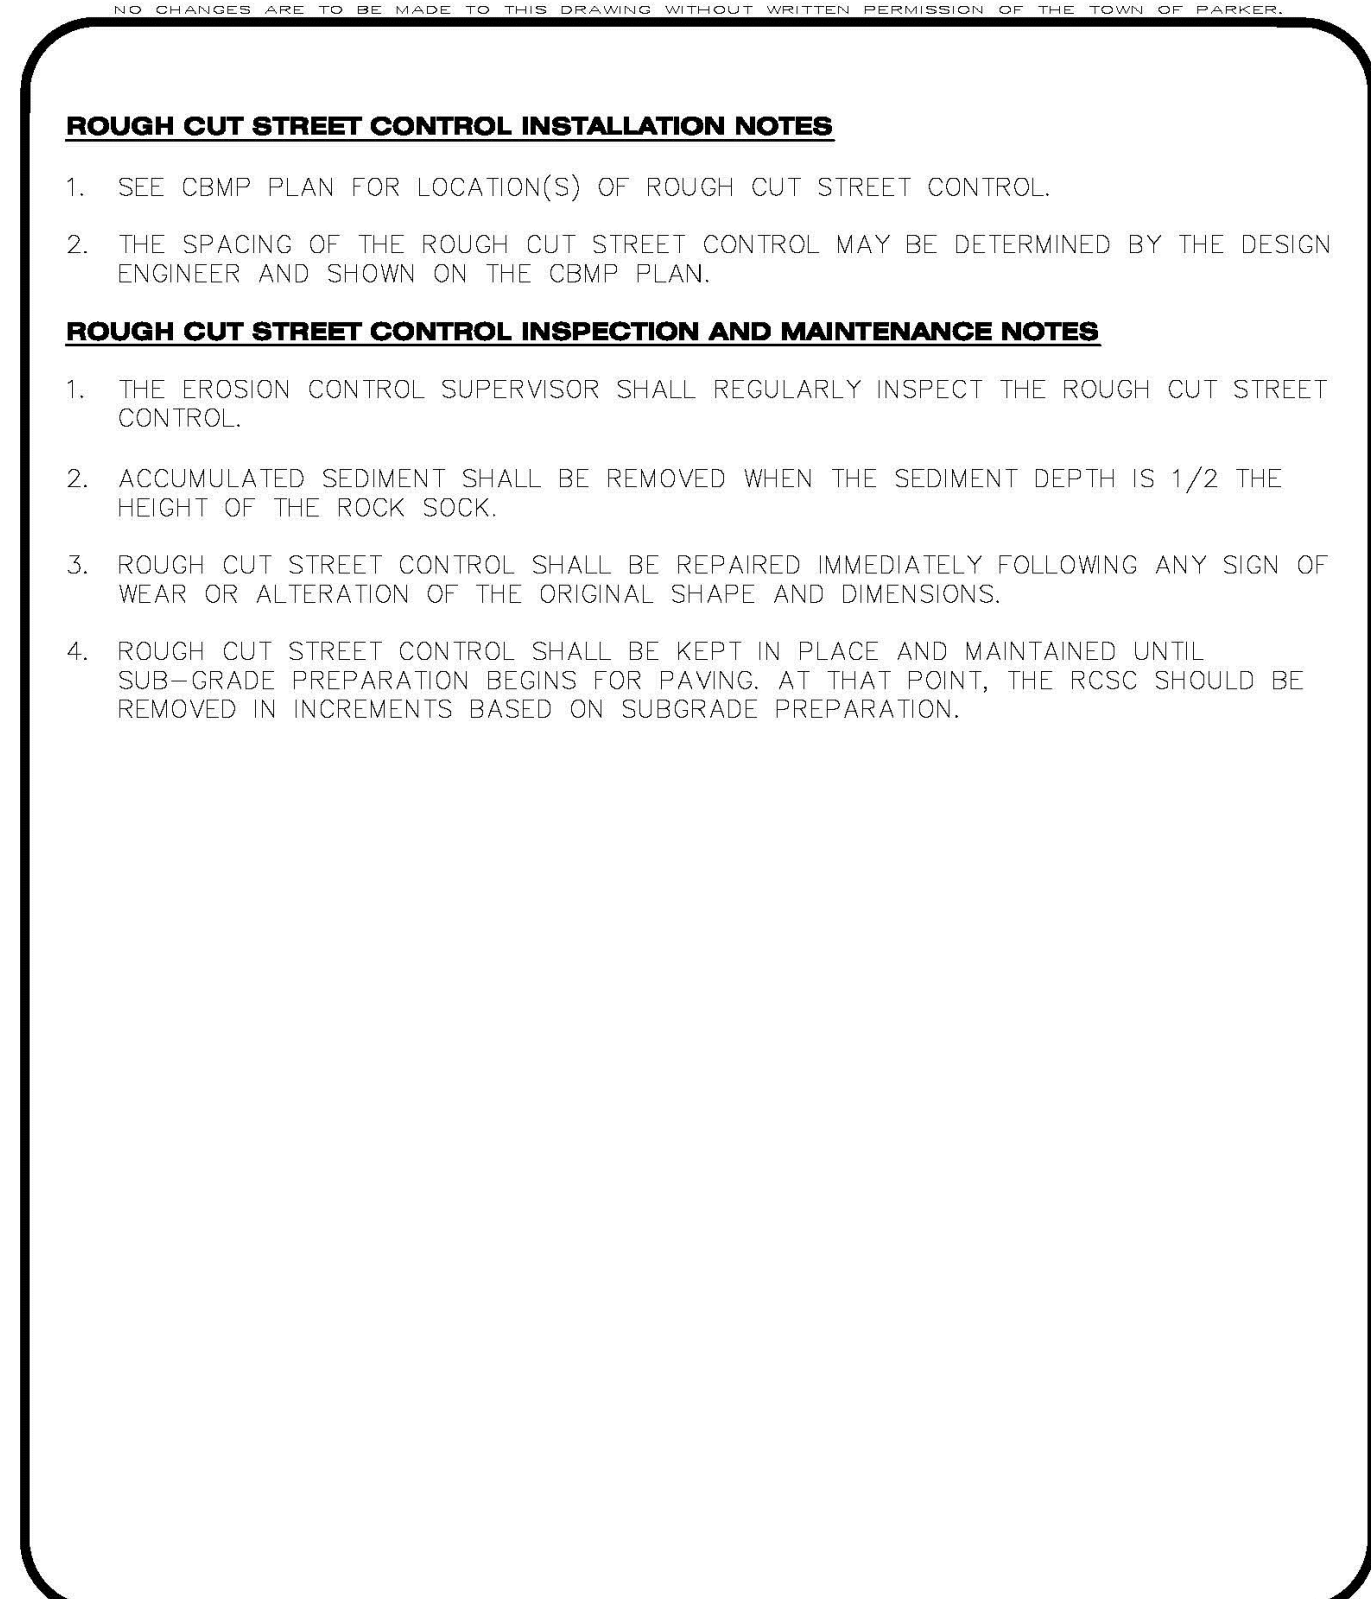 NO CHANGES ARE TO BE MADE TO THIS DRAWING WITHOUT WRITTEN PERMISSION OF THE TOWN OF PARKER.
ROUGH CUT STREET CONTROL INSTALLATION NOTES
1. SEE CBMP PLAN FOR LOCATION(S) OF ROUGH CUT STREET CONTROL.
2. THE SPACING OF THE ROUGH CUT STREET CONTROL MAY BE DETERMINED BY THE DESIGN
ENGINEER AND SHOWN ON THE CBMP PLAN.
ROUGH CUT STREET CONTROL INSPECTION AND MAINTENANCE NOTES
1. THE EROSION CONTROL SUPERVISOR SHALL REGULARLY INSPECT THE ROUGH CUT STREET
CONTROL.
2. ACCUMULATED SEDIMENT SHALL BE REMOVED WHEN THE SEDIMENT DEPTH IS 1/2 THE
HEIGHT OF THE ROCK SOCK.
3. ROUGH CUT STREET CONTROL SHALL BE REPAIRED IMMEDIATELY FOLLOWING ANY SIGN OF
WEAR OR ALTERATION OF THE ORIGINAL SHAPE AND DIMENSIONS.
4. ROUGH CUT STREET CONTROL SHALL BE KEPT IN PLACE AND MAINTAINED UNTIL
SUB-GRADE PREPARATION BEGINS FOR PAVING. AT THAT POINT, THE RCSC SHOULD BE
REMOVED IN INCREMENTS BASED ON SUBGRADE PREPARATION.